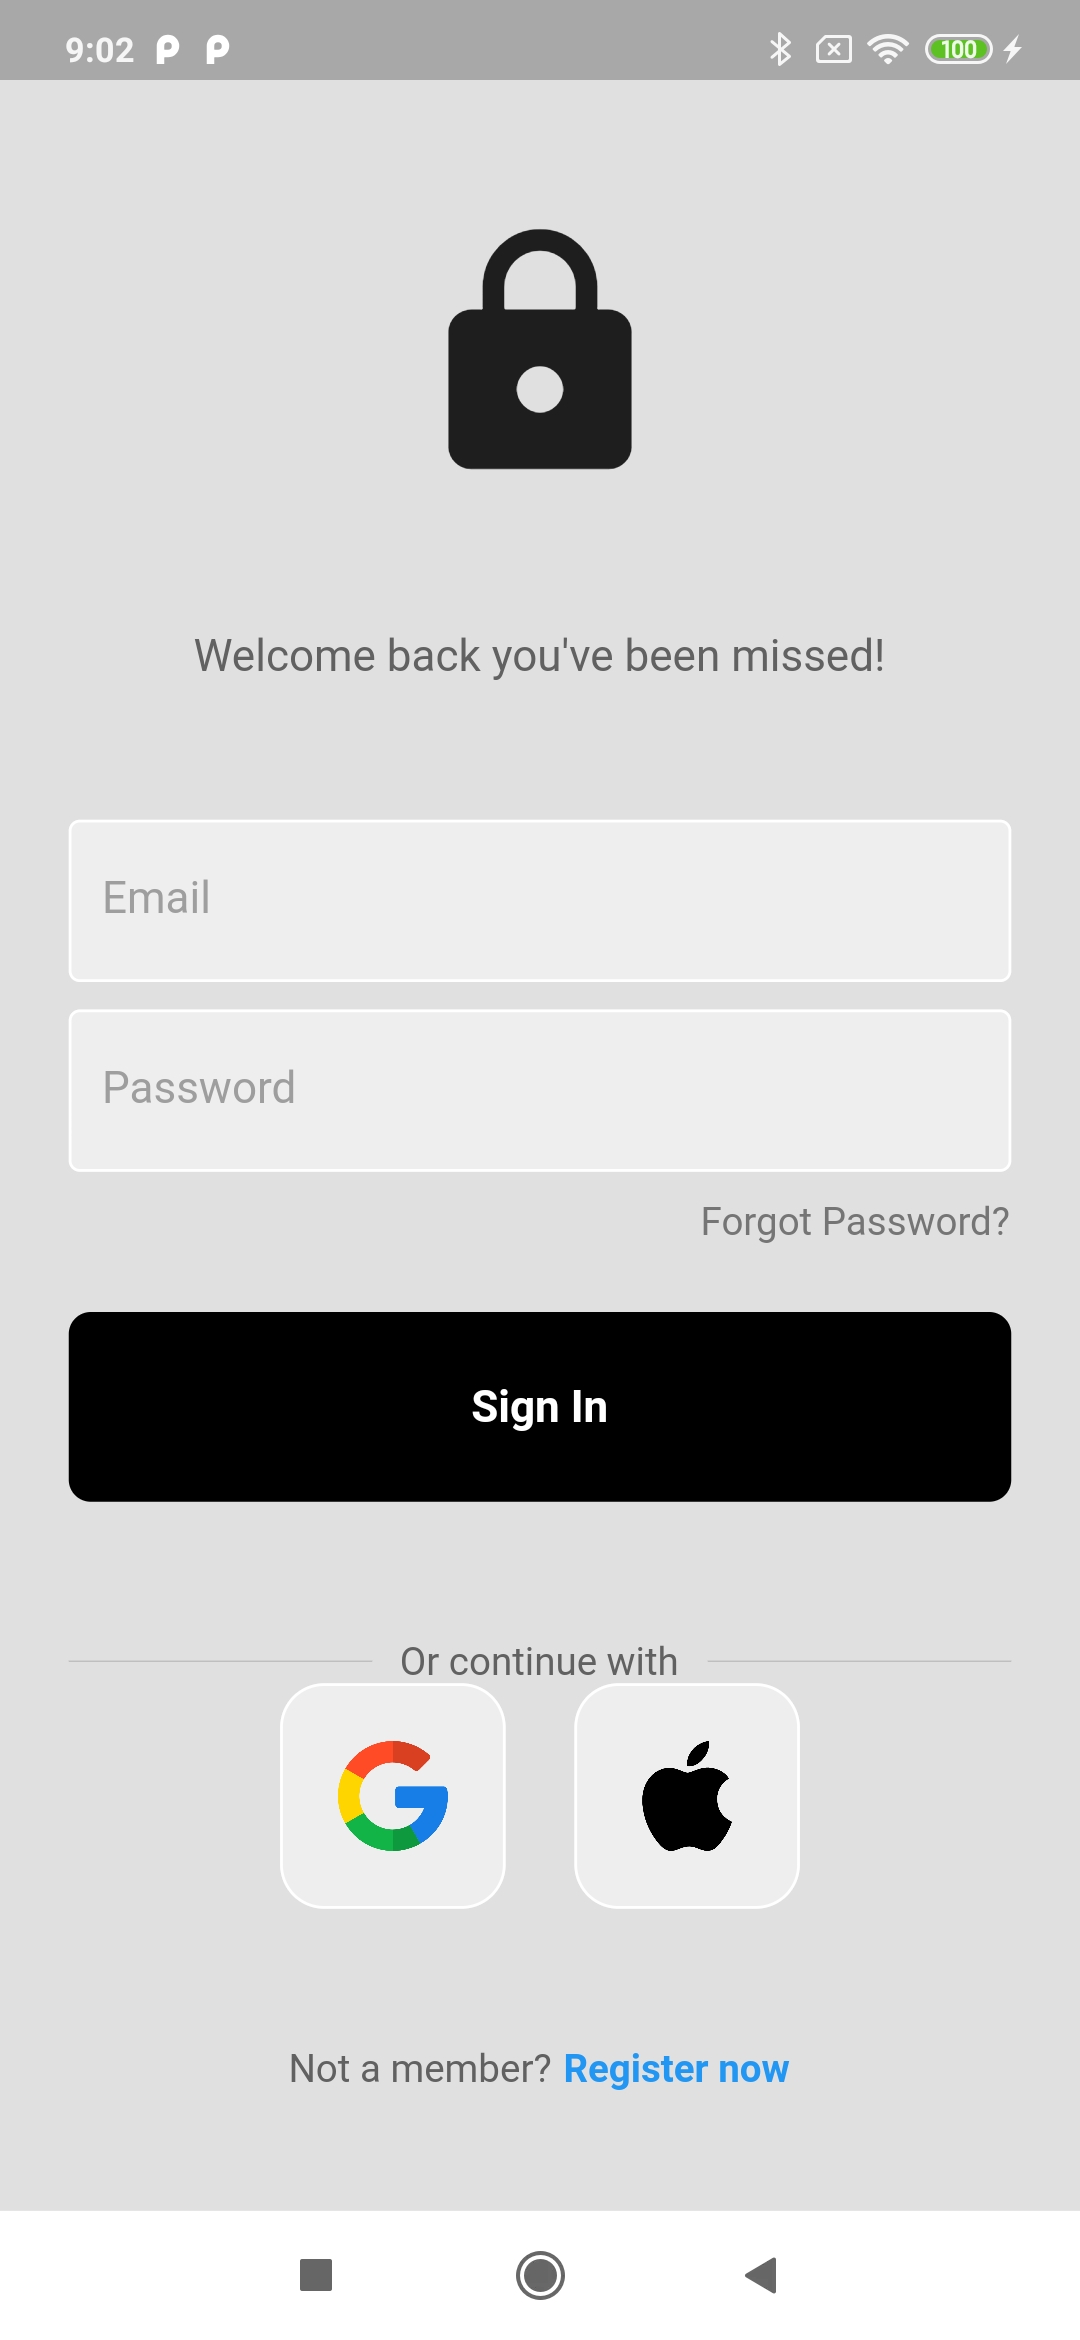 9:02 100
Welcome back you've been missed!
Email
Password
Forgot Password?
Sign In
Or continue with
Not a member? Register now